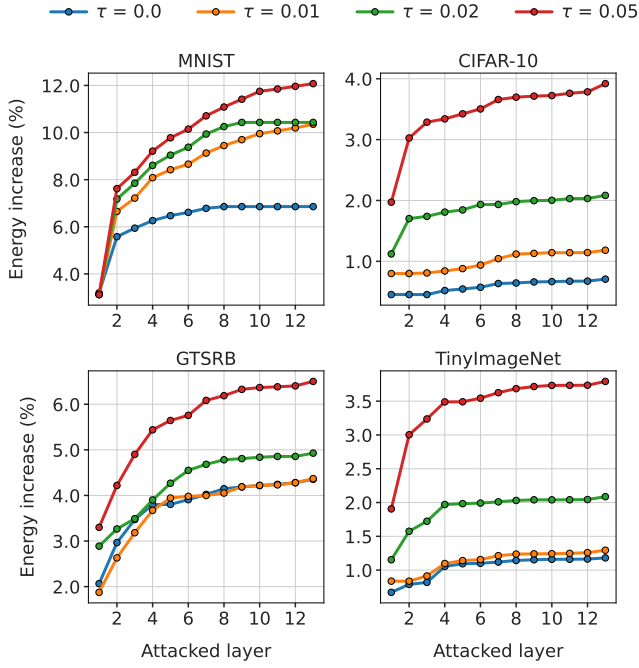 τ = 0.0 τ = 0.01 τ = 0.02 τ = 0.05
MNIST CIFAR-10
Energy increase (%)
12.0
10.0
8.0
6.0
4.0
2 4 6 8 10 12
4.0
3.0
2.0
1.0
2 4 6 8 10 12
GTSRB TinyImageNet
Energy increase (%)
6.0
5.0
4.0
3.0
2.0
2 4 6 8 10 12
Attacked layer
3.5
3.0
2.5
2.0
1.5
1.0
2 4 6 8 10 12
Attacked layer